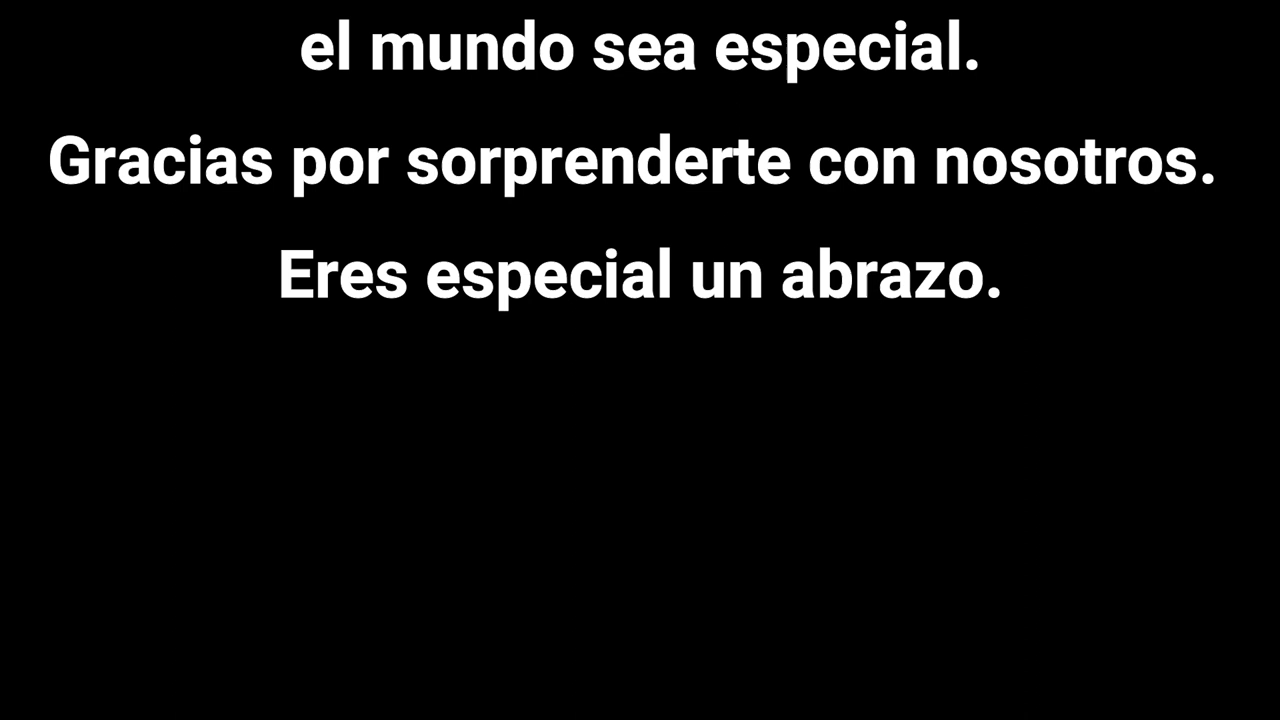 el mundo sea especial.
Gracias por sorprenderte con nosotros.
Eres especial un abrazo.